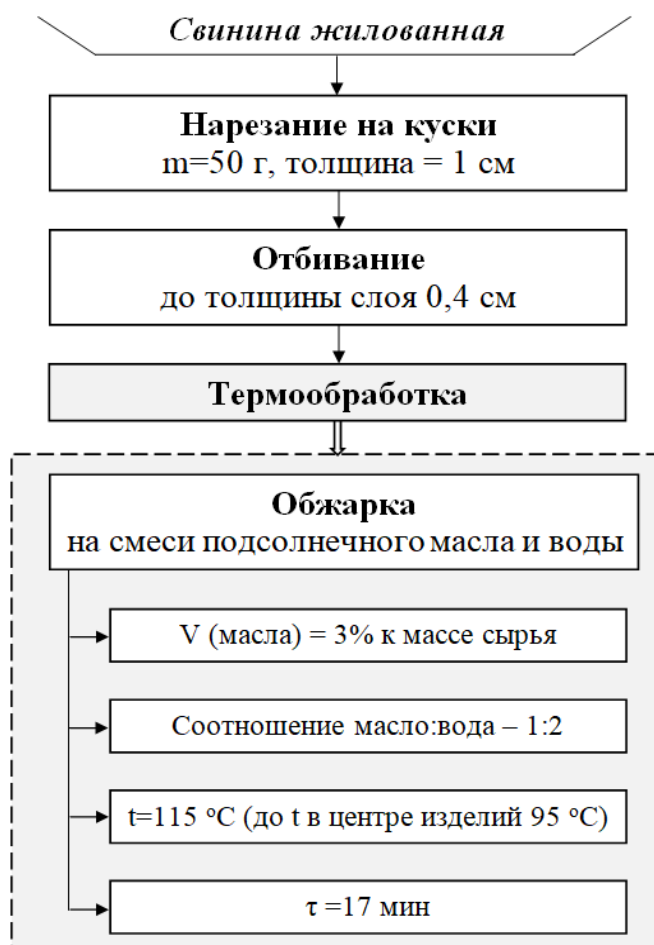 Свинина жилованная
Нарезание на куски
m=50 г, толщина = 1 см
Отбивание
до толщины слоя 0,4 см
Термообработка
Обжарка
на смеси подсолнечного масла и воды
V (масла) = 3% к массе сырья
Соотношение масло:вода – 1:2
t=115 °С (до t в центре изделий 95 °С)
τ =17 мин